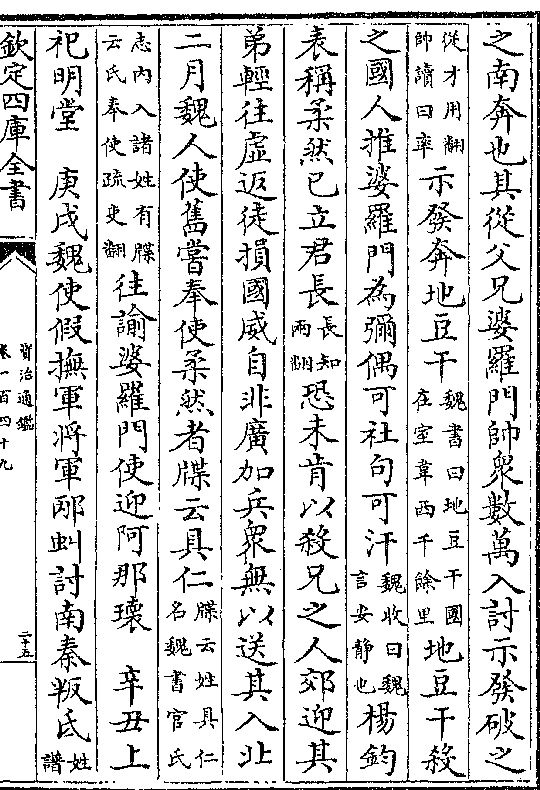 之南奔也其從父兄婆羅門帥衆數萬入討示發破之
從才用翻帥讀曰率示發奔地豆干魏書曰地豆干國在室韋西千餘里地豆干殺
之國人推婆羅門為彌偶可社句可汗魏收曰魏言安静也楊鈞
表稱柔然已立君長長知兩翻恐未肯以殺兄之人郊迎其
弟輕往虛返徒損國威自非廣加兵衆無以送其入北
二月魏人使舊嘗奉使柔然者牒云具仁牒云姓具仁名魏書官氏
志内入諸姓有牒云氏奉使疏吏翻往諭婆羅門使迎阿那瓌　辛丑上
祀明堂　庚戌魏使假撫軍將軍邴虯討南秦叛氐姓譜
欽定四庫全書
資治通鑑
卷一百四十九
二十五